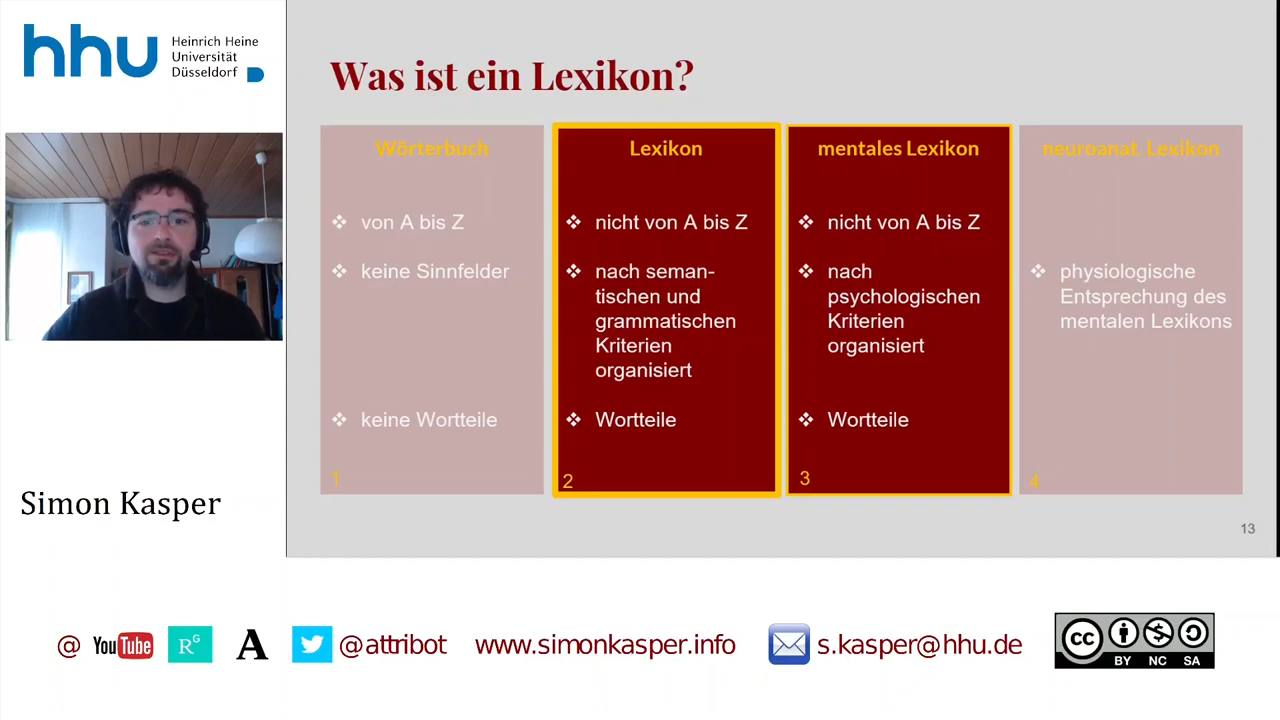 hhu
Heinrich Heine
Universität
Düsseldorf
Was ist ein Lexikon?
Wörterbuch
von A bis Z
keine Sinnfelder
keine Wortteile
1
Lexikon
nicht von A bis Z
nach seman-
tischen und
grammatischen
Kriterien
organisiert
Wortteile
2
mentales Lexikon
nicht von A bis Z
nach
psychologischen
Kriterien
organisiert
Wortteile
3
neuroanat. Lexikon
physiologische
Entsprechung des
mentalen Lexikons
4
13
Simon Kasper
@ YouTube RG A @attribot www.simonkasper.info s.kasper@hhu.de
cc BY NC SA